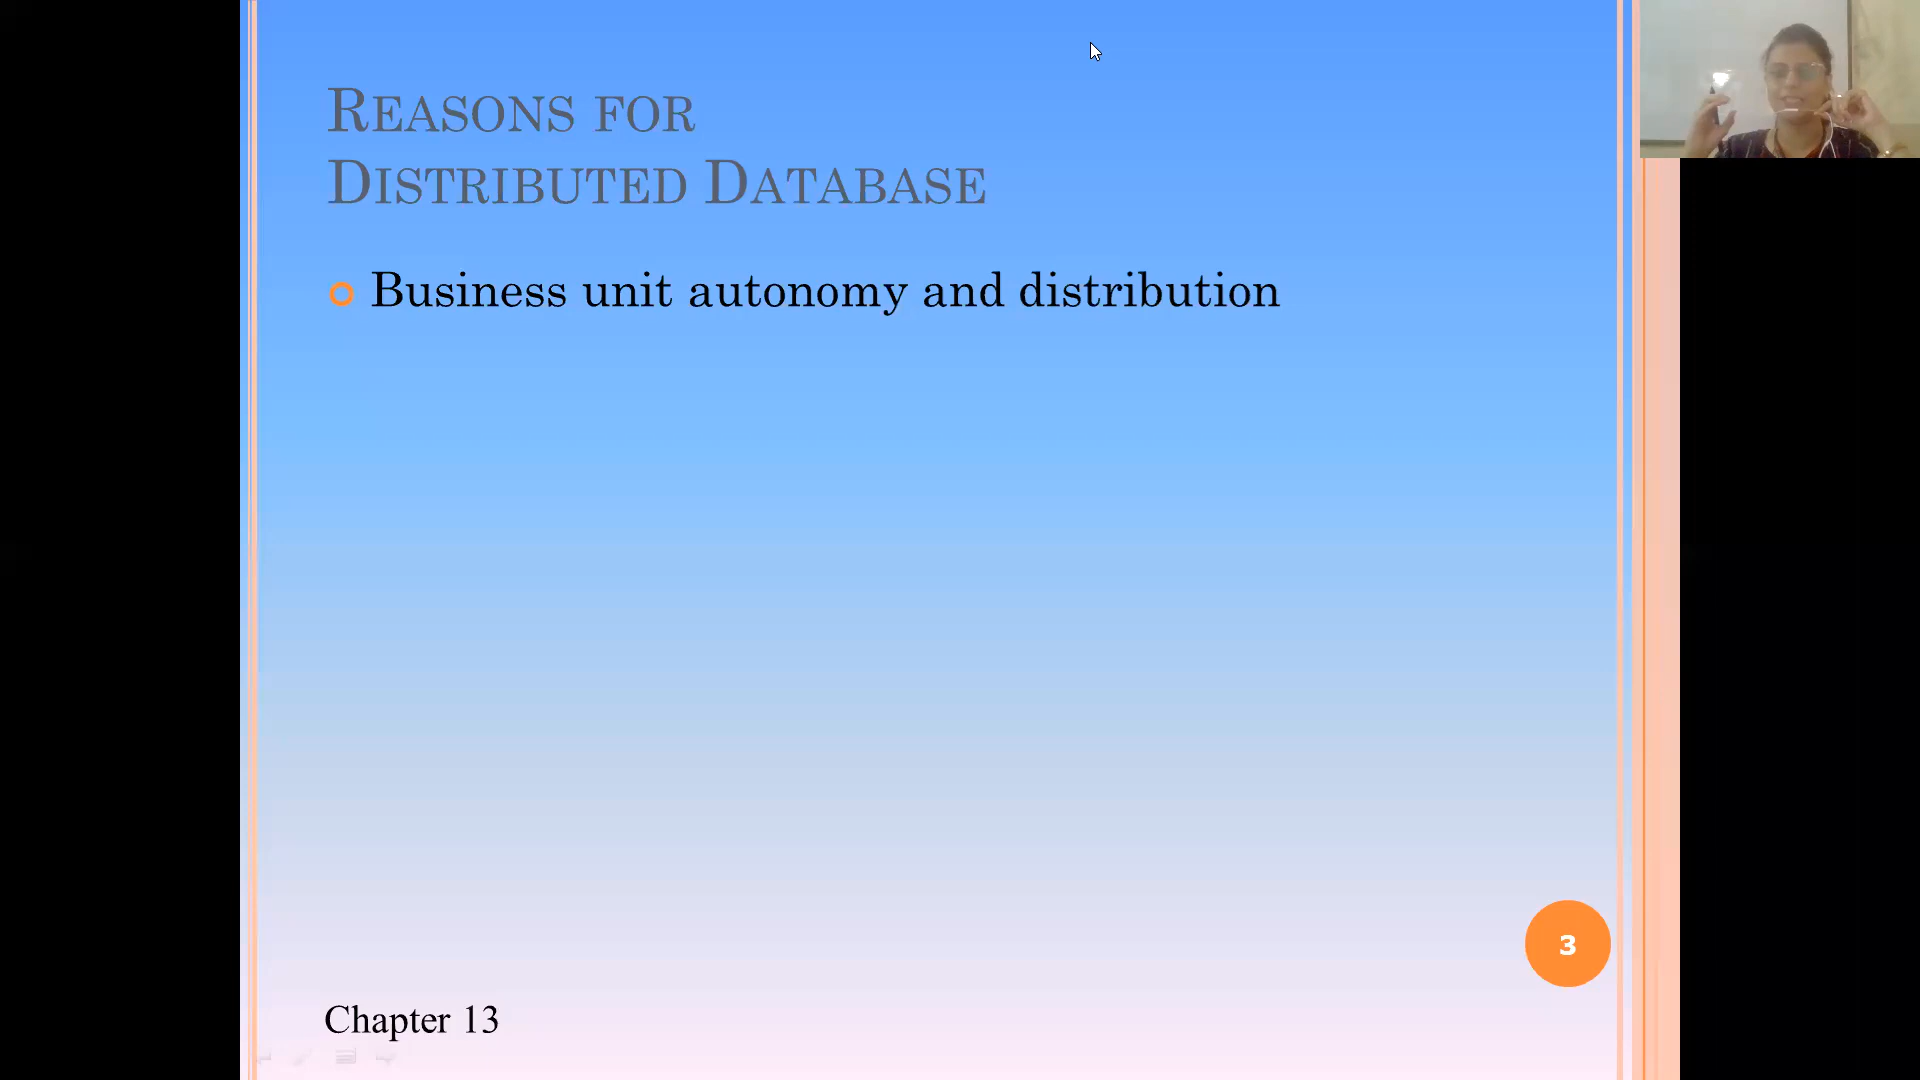 REASONS FOR
DISTRIBUTED DATABASE
Business unit autonomy and distribution
3
Chapter 13